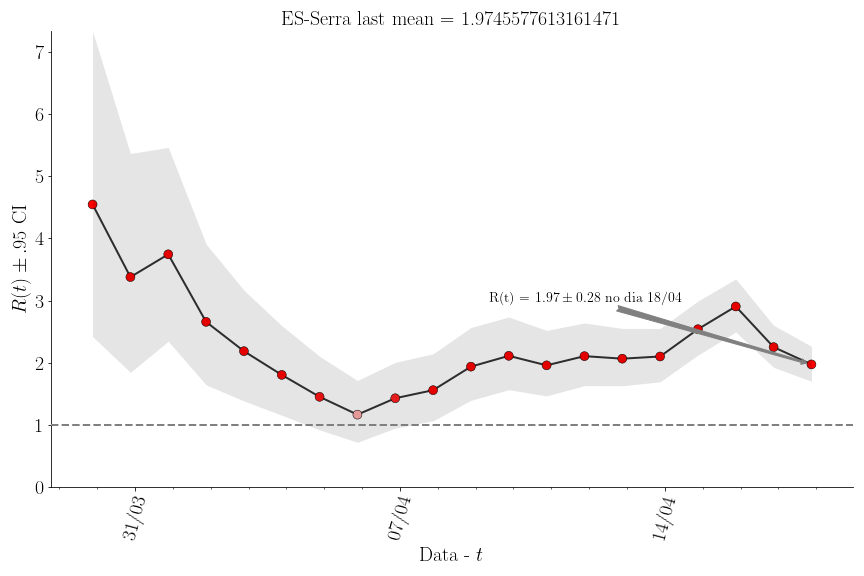 ES-Serra last mean = 1.9745577613161471
7
6
5
4
3
2
1
0
R(t) ± .95 CI
R(t) = 1.97 ± 0.28 no dia 18/04
31/03
07/04
14/04
Data - t